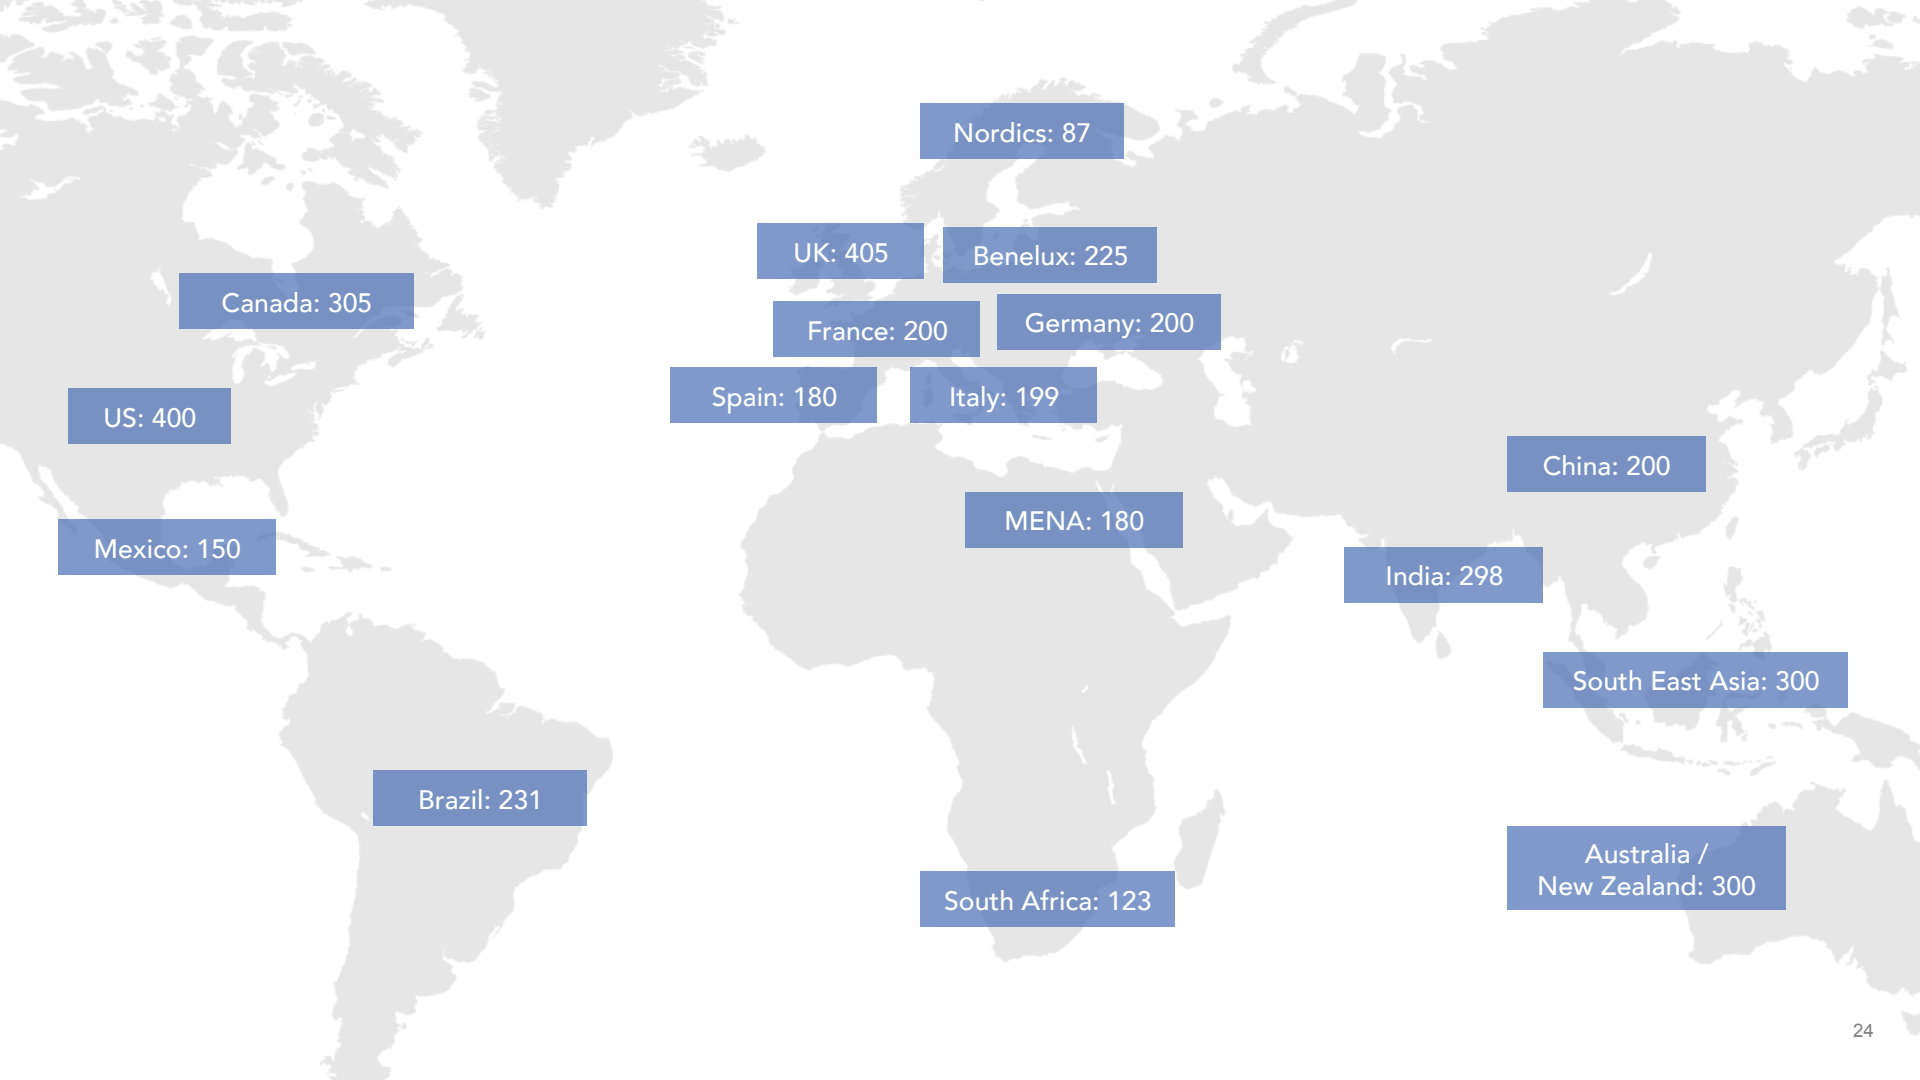 Nordics: 87
UK: 405
Benelux: 225
Canada: 305
France: 200
Germany: 200
US: 400
Spain: 180
Italy: 199
China: 200
MENA: 180
Mexico: 150
India: 298
South East Asia: 300
Brazil: 231
Australia /
New Zealand: 300
South Africa: 123
24